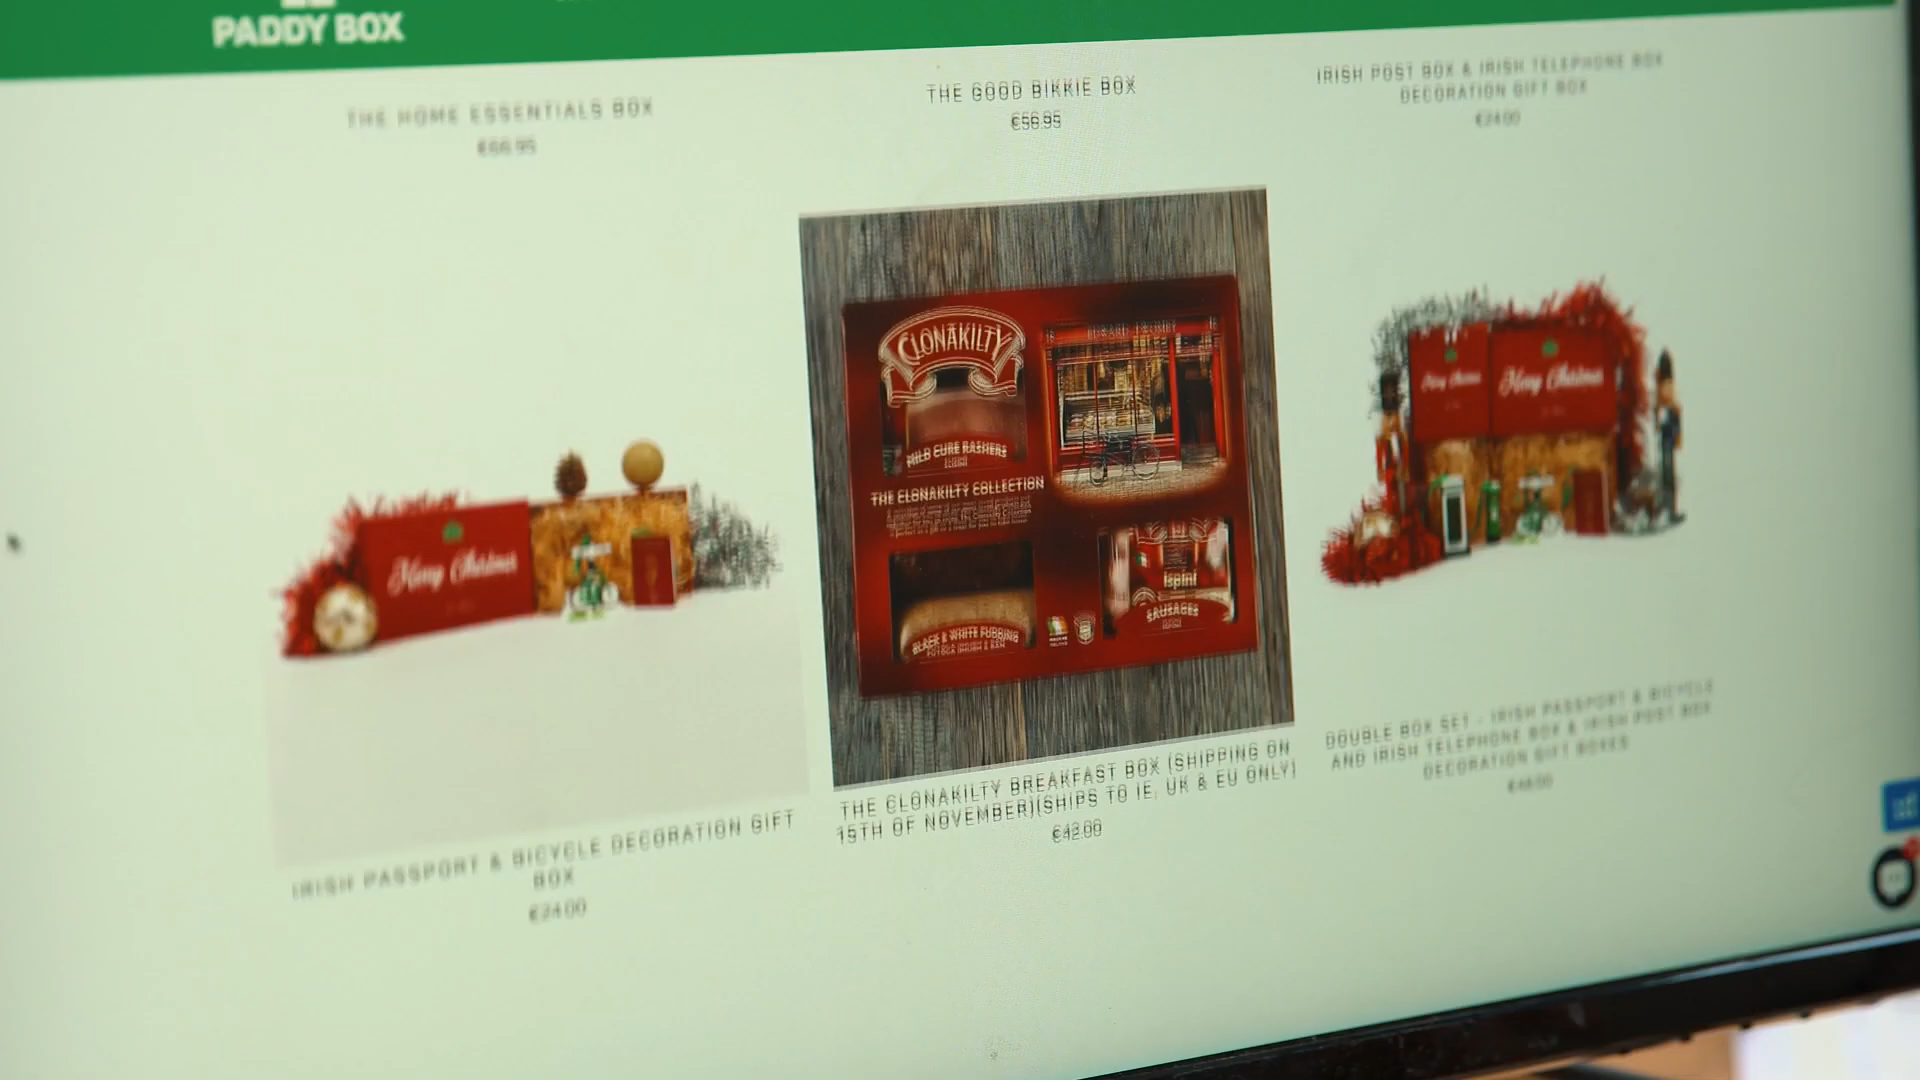 PADDY BOX
THE HOME ESSENTIALS BOX
€66.95
THE GOOD BIKKIE BOX
€56.95
IRISH POST BOX & IRISH TELEPHONE BOX
DECORATION GIFT BOX
€24.00
Merry Christmas
CLONAKILTY
MILD CURE RASHERS
THE CLONAKILTY COLLECTION
BLACK & WHITE PUDDING
ispíní
SAUSAGES
Merry Christmas
Merry Christmas
IRISH PASSPORT & BICYCLE DECORATION GIFT
BOX
€24.00
THE CLONAKILTY BREAKFAST BOX (SHIPPING ON
15TH OF NOVEMBER)(SHIPS TO IE, UK & EU ONLY)
€42.00
DOUBLE BOX SET - IRISH PASSPORT & BICYCLE
AND IRISH TELEPHONE BOX & IRISH POST BOX
DECORATION GIFT BOXES
€48.00